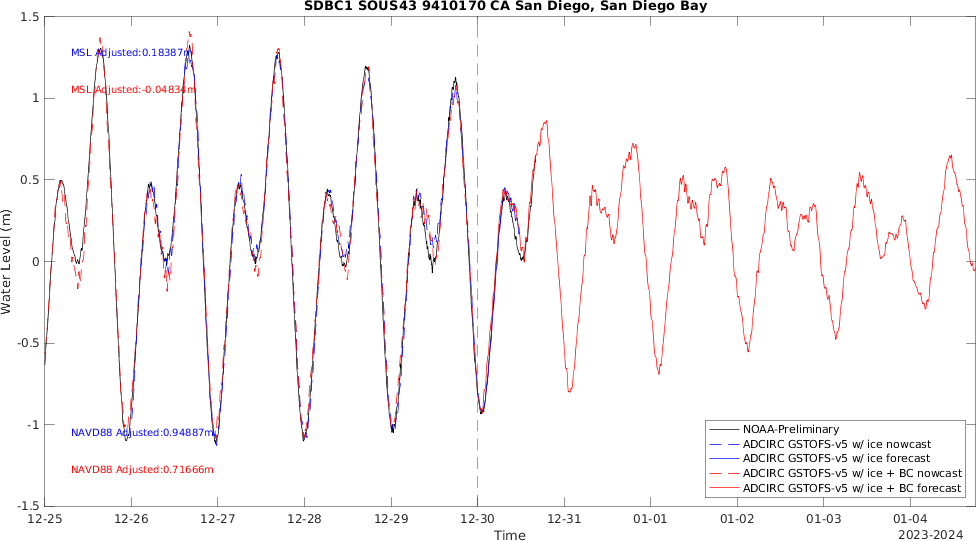 SDBC1 SOUS43 9410170 CA San Diego, San Diego Bay
1.5
1
0.5
0
-0.5
-1
-1.5
Water Level (m)
MSL Adjusted:0.18387m
MSL Adjusted:-0.04834m
NAVD88 Adjusted:0.94887m
NAVD88 Adjusted:0.71666m
NOAA-Preliminary
ADCIRC GSTOFS-v5 w/ ice nowcast
ADCIRC GSTOFS-v5 w/ ice forecast
ADCIRC GSTOFS-v5 w/ ice + BC nowcast
ADCIRC GSTOFS-v5 w/ ice + BC forecast
12-25 12-26 12-27 12-28 12-29 12-30 12-31 01-01 01-02 01-03 01-04
Time
2023-2024